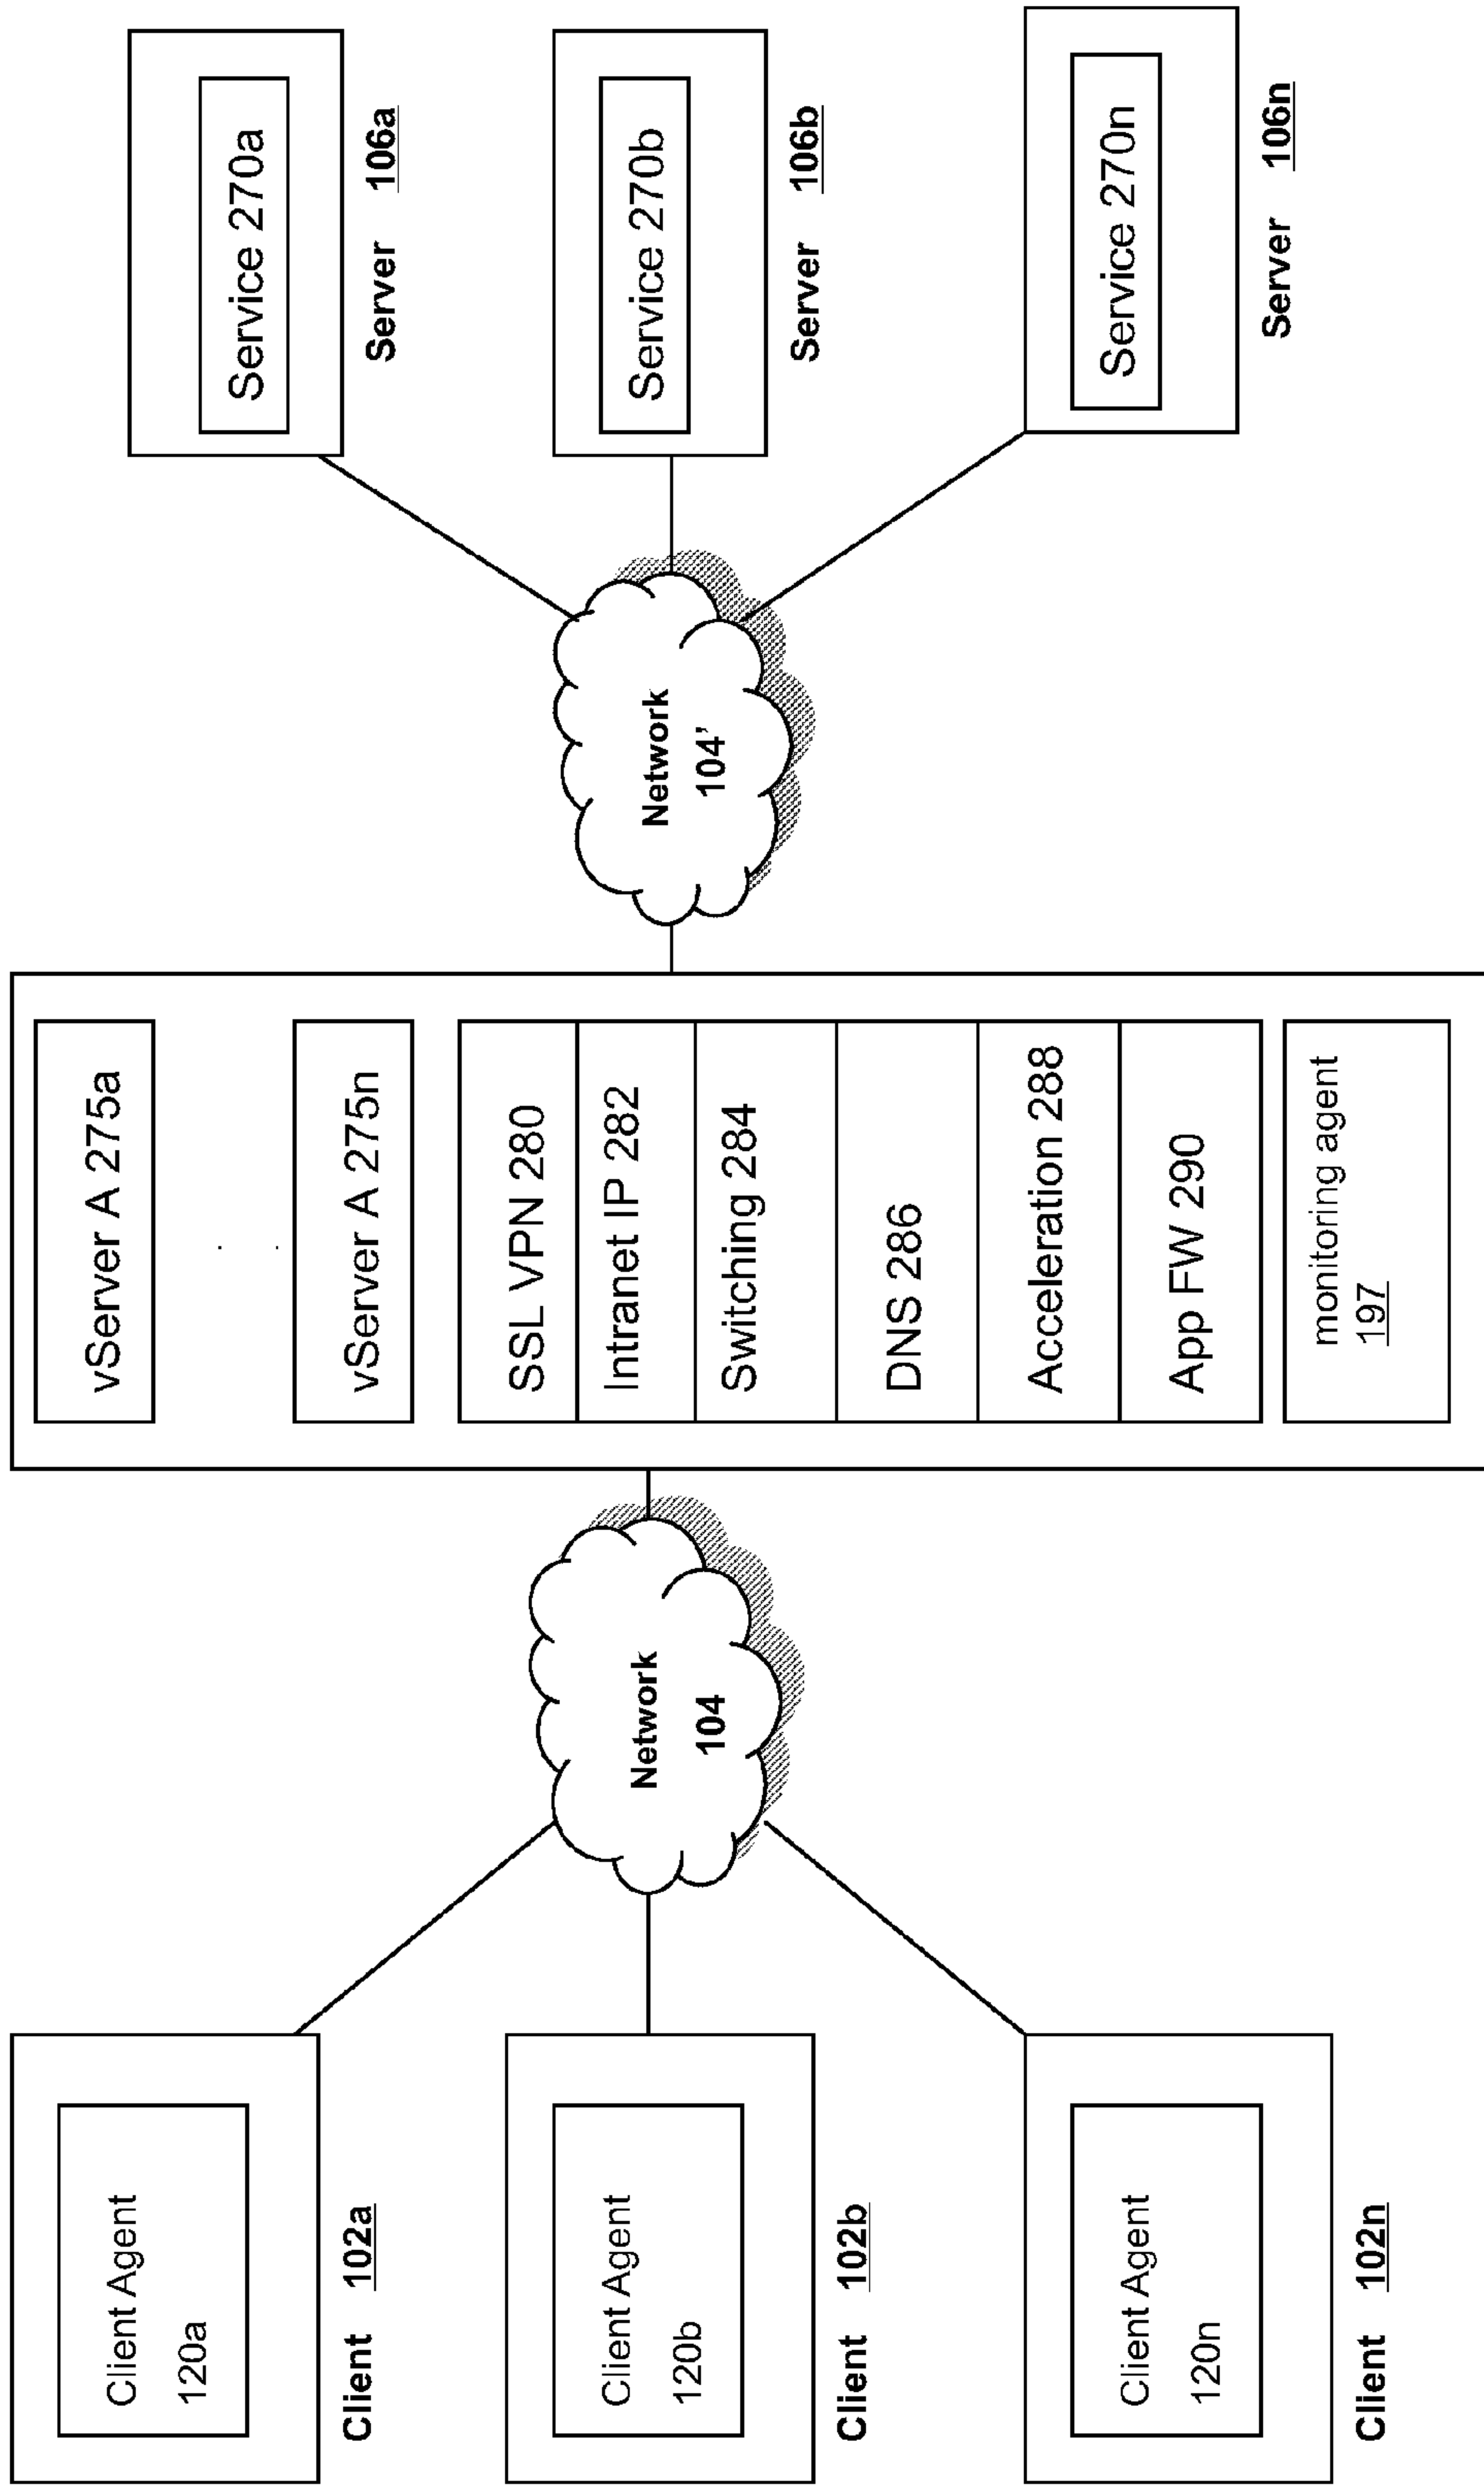 Client Agent
120a
Client 102a
Client Agent
120b
Client 102b
Client Agent
120n
Client 102n
Network
104
vServer A 275a
vServer A 275n
SSL VPN 280
Intranet IP 282
Switching 284
DNS 286
Acceleration 288
App FW 290
monitoring agent
197
Network
104’
Service 270a
Server 106a
Service 270b
Server 106b
Service 270n
Server 106n